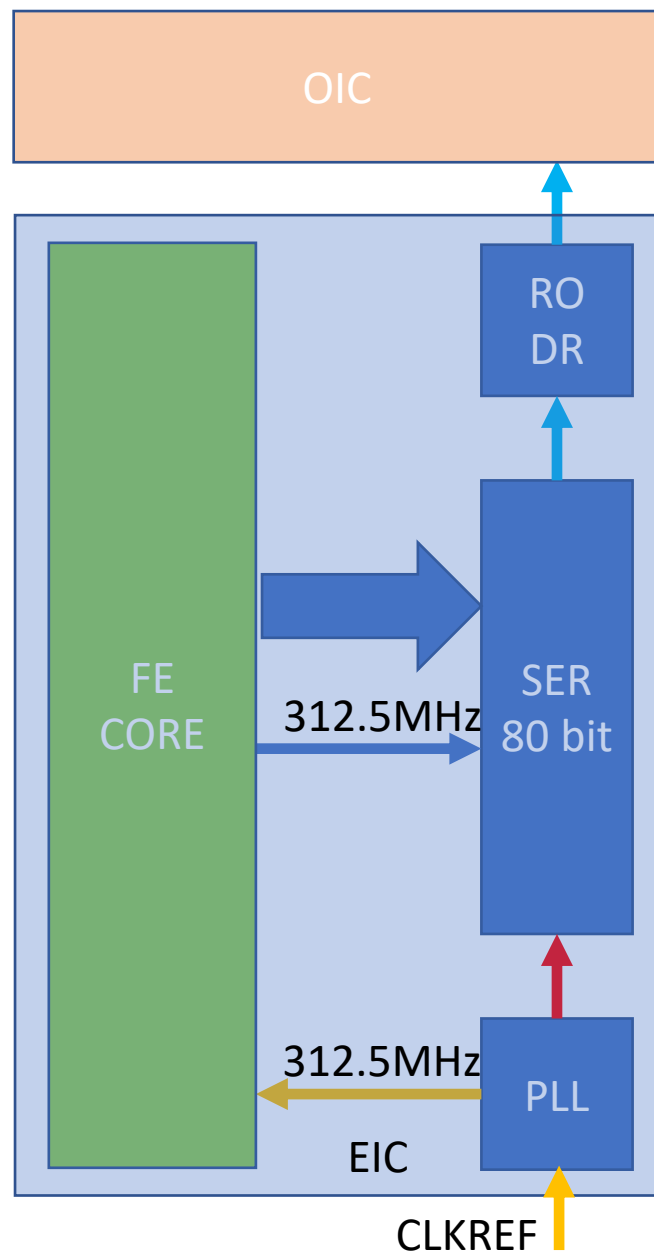 OIC
RO
DR
FE
CORE
312.5MHz
SER
80 bit
312.5MHz
PLL
EIC
CLKREF